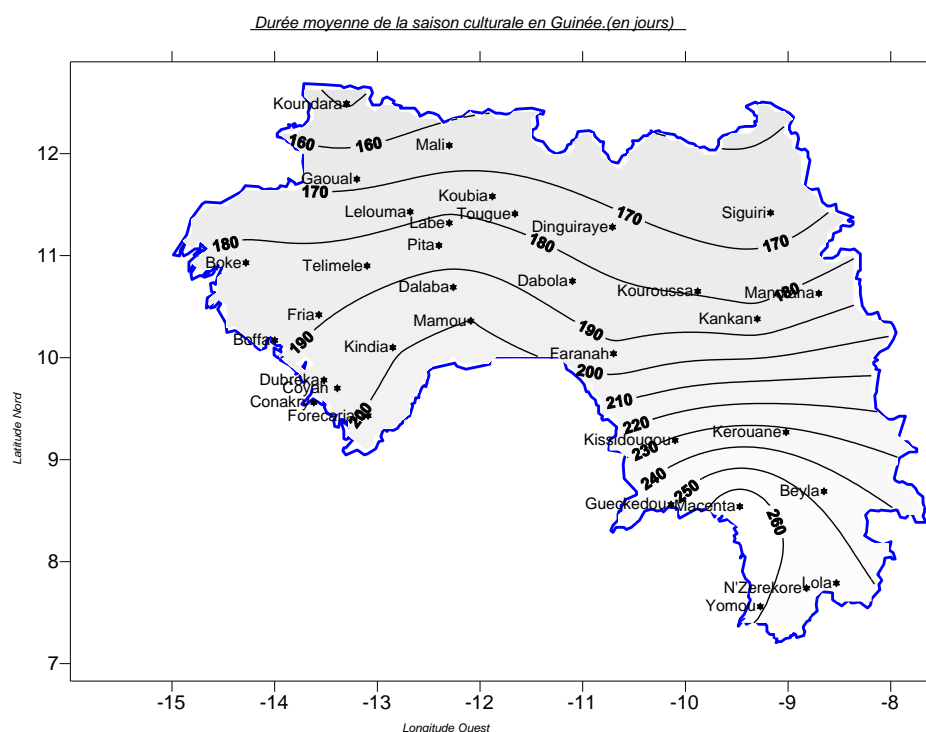 Durée moyenne de la saison culturale en Guinée.(en jours)
Koundara
12
160
160
Mali
Gaoual
170
Koubia
Lelouma
Tougue
170
Siguiri
Labe
Dinguiraye
180
180
Pita
170
11
Boke
Telimele
Dabola
Dalaba
Kouroussa
180
Mandiana
Fria
Mamou
190
Kankan
Boffa
190
Kindia
10
Faranah
Dubreka
200
Coyah
Conakry
Forecaria
200
210
220
Kissidougou
Kerouane
230
9
240
Gueckedou
250
Macenta
Beyla
260
8
N'Zerekore
Lola
Yomou
7
-15
-14
-13
-12
-11
-10
-9
-8
Latitude Nord
Longitude Ouest